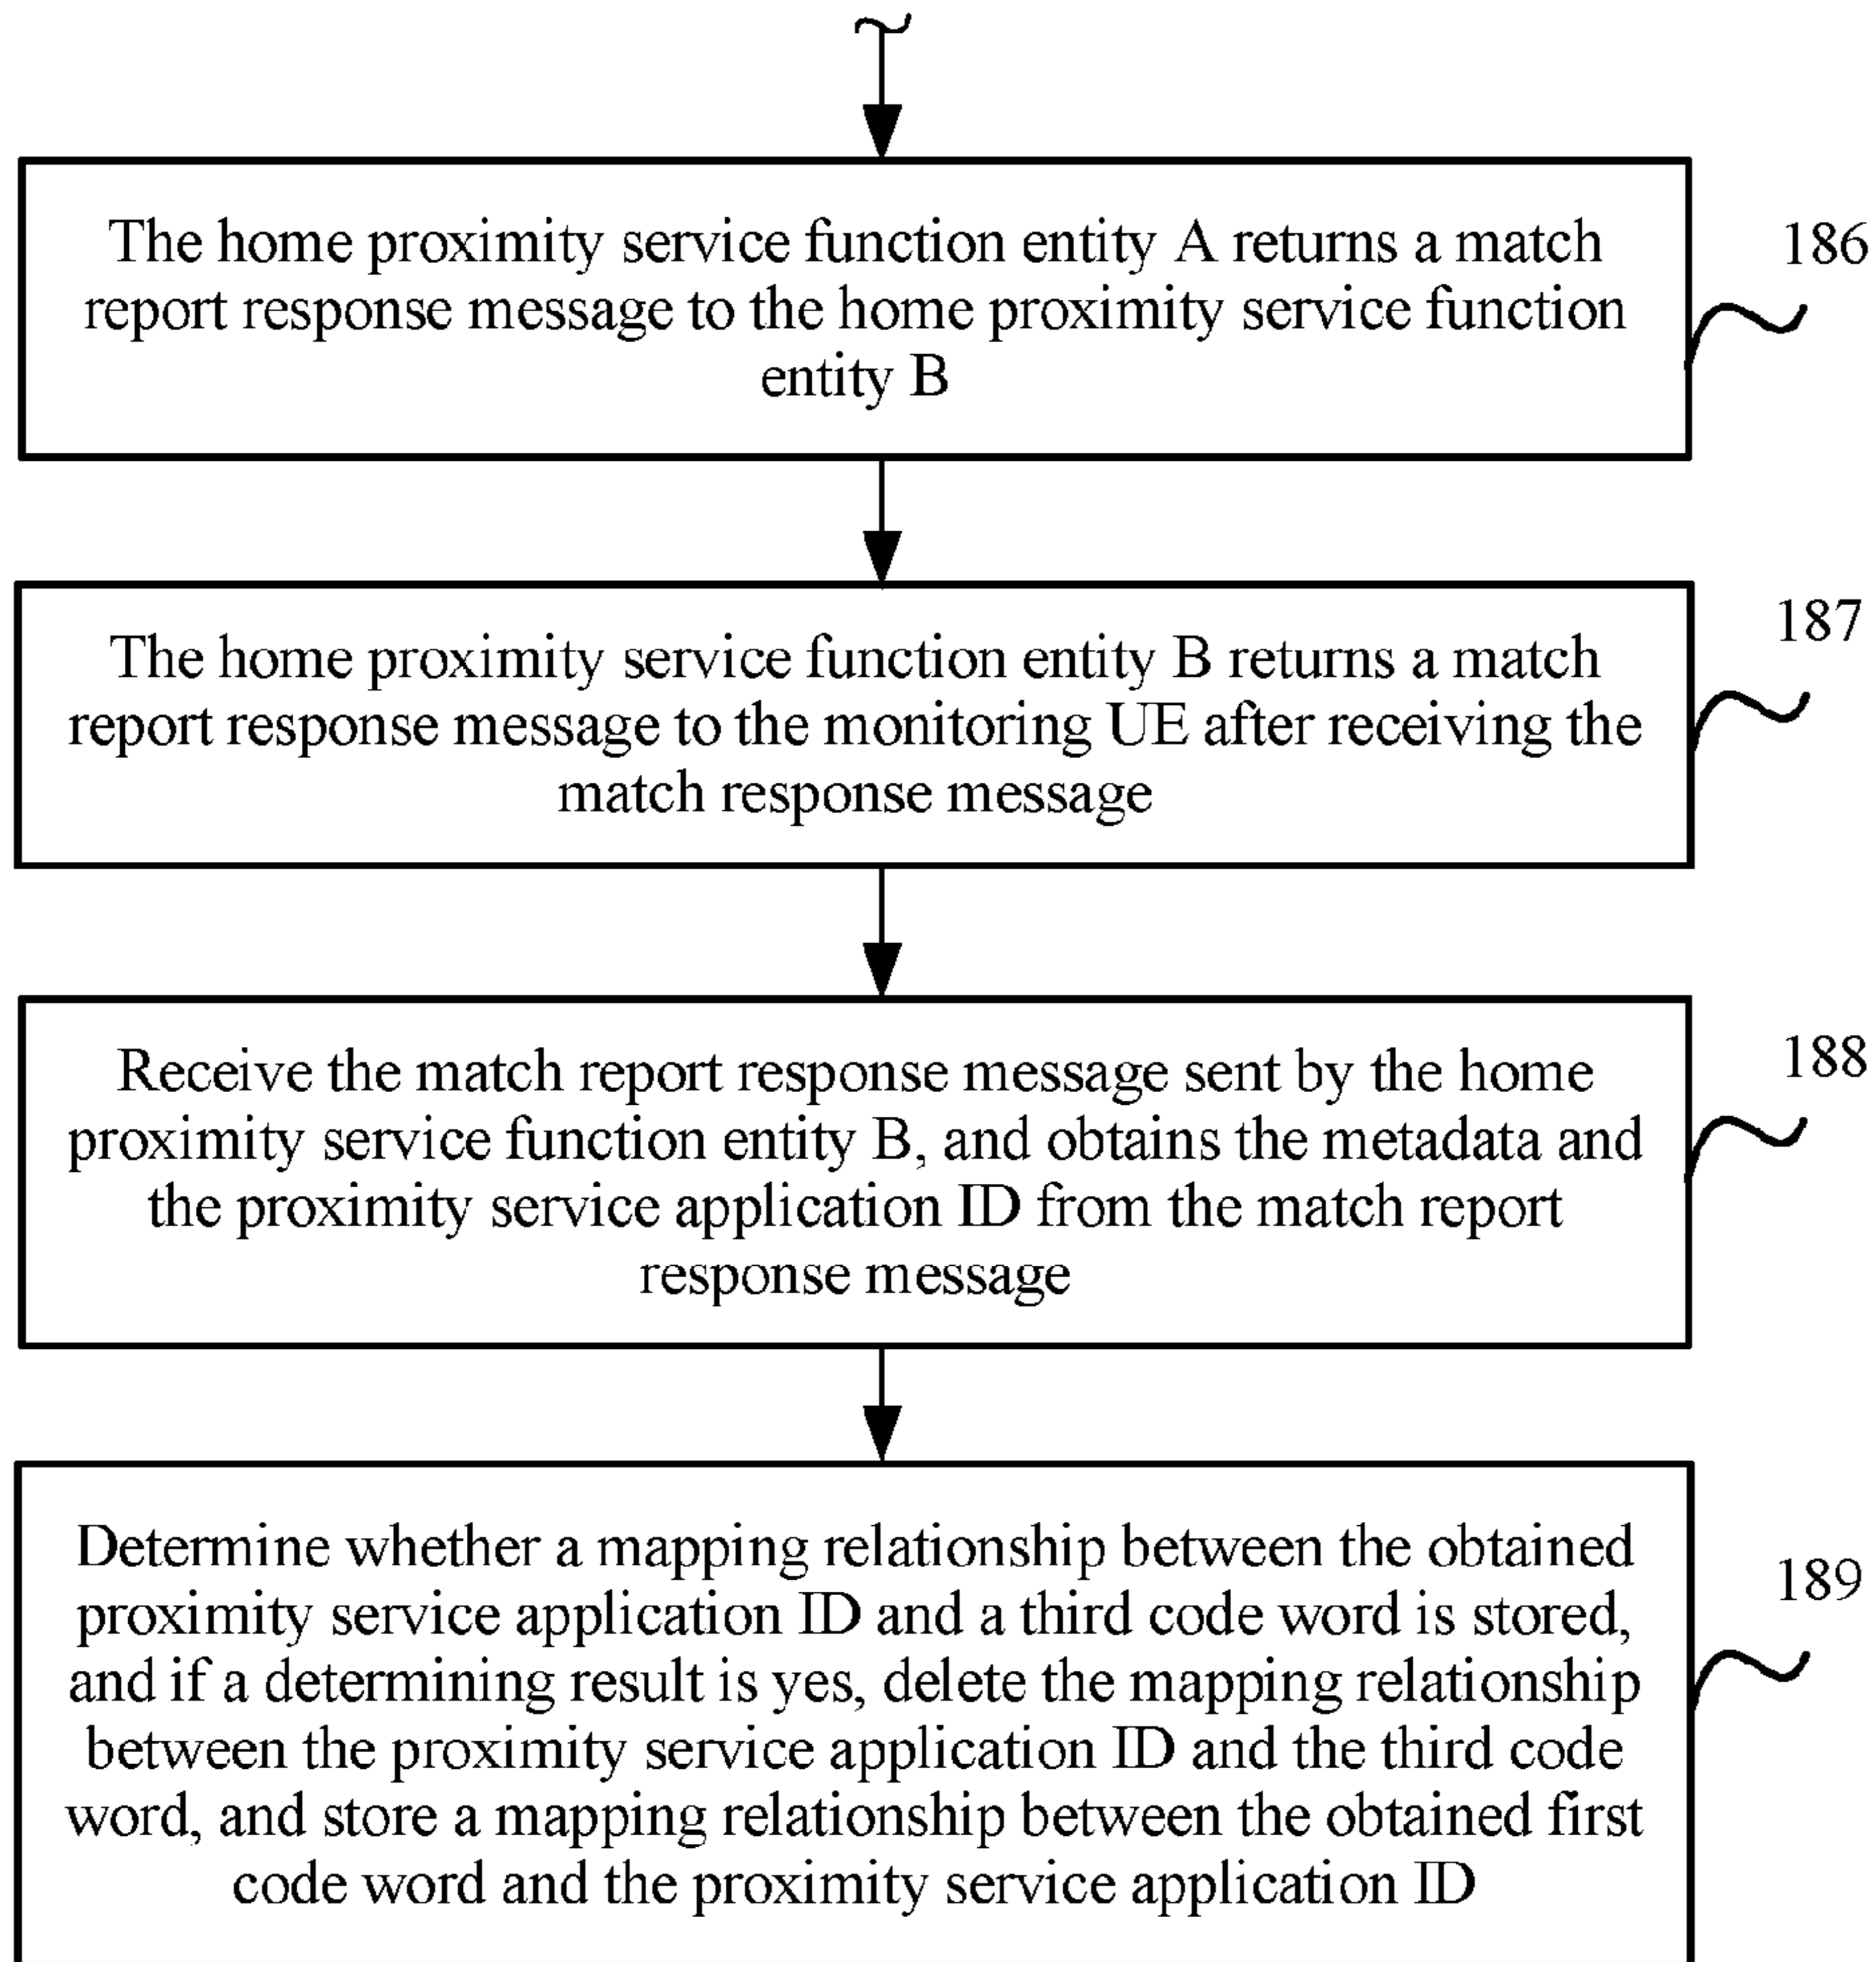 The home proximity service function entity A returns a match
report response message to the home proximity service function
entity B
186
The home proximity service function entity B returns a match
report response message to the monitoring UE after receiving the
match response message
187
Receive the match report response message sent by the home
proximity service function entity B, and obtains the metadata and
the proximity service application ID from the match report
response message
188
Determine whether a mapping relationship between the obtained
proximity service application ID and a third code word is stored,
and if a determining result is yes, delete the mapping relationship
between the proximity service application ID and the third code
word, and store a mapping relationship between the obtained first
code word and the proximity service application ID
189